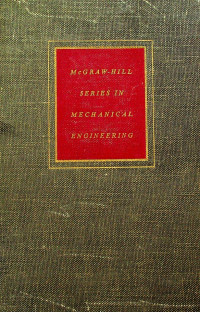 McGRAW-HILL
SERIES IN
MECHANICAL
ENGINEERING